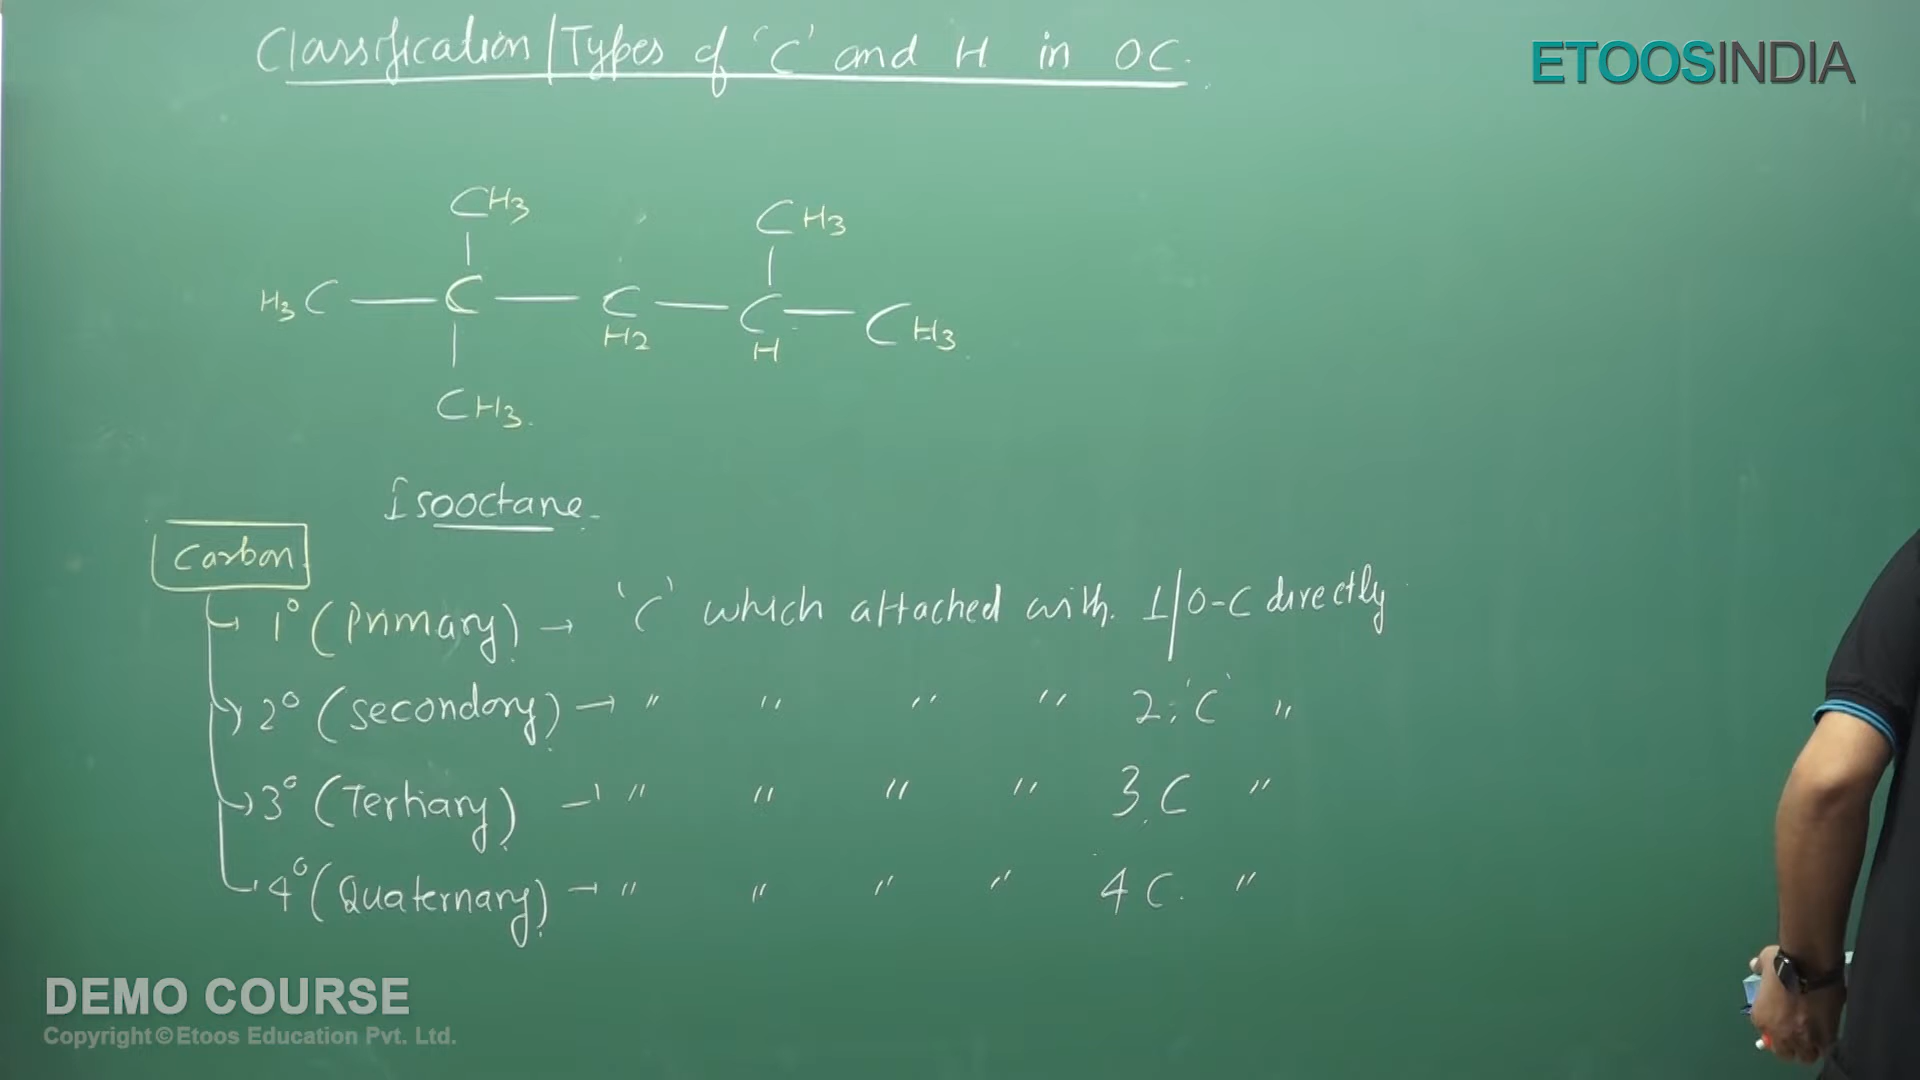 Classification/Types of 'C' and H in OC.
ETOOSINDIA
CH3 CH3
H3C — C — C — C — CH3
H2 H
CH3.
Isooctane.
Carbon.
1° (Primary) → 'C' which attached with. 1/0-C directly
2° (Secondory) → " " " " 2 'C' "
3° (Tertiary) → " " " " 3 C "
4° (Quaternary) → " " " " 4 C. "
DEMO COURSE
Copyright © Etoos Education Pvt. Ltd.